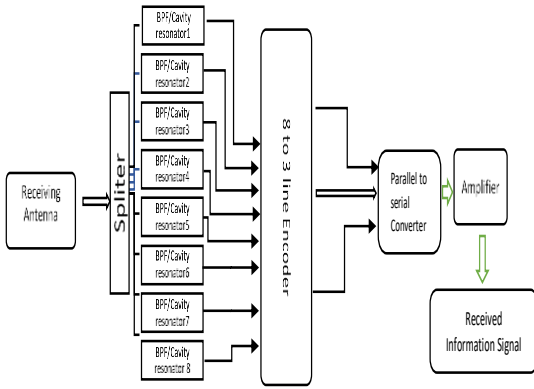 Receiving
Antenna
Spliter
BPF/Cavity
resonator1
BPF/Cavity
resonator2
BPF/Cavity
resonator3
BPF/Cavity
resonator4
BPF/Cavity
resonator5
BPF/Cavity
resonator6
BPF/Cavity
resonator7
BPF/Cavity
resonator 8
8 to 3 line Encoder
Parallel to
serial
Converter
Amplifier
Received
Information Signal